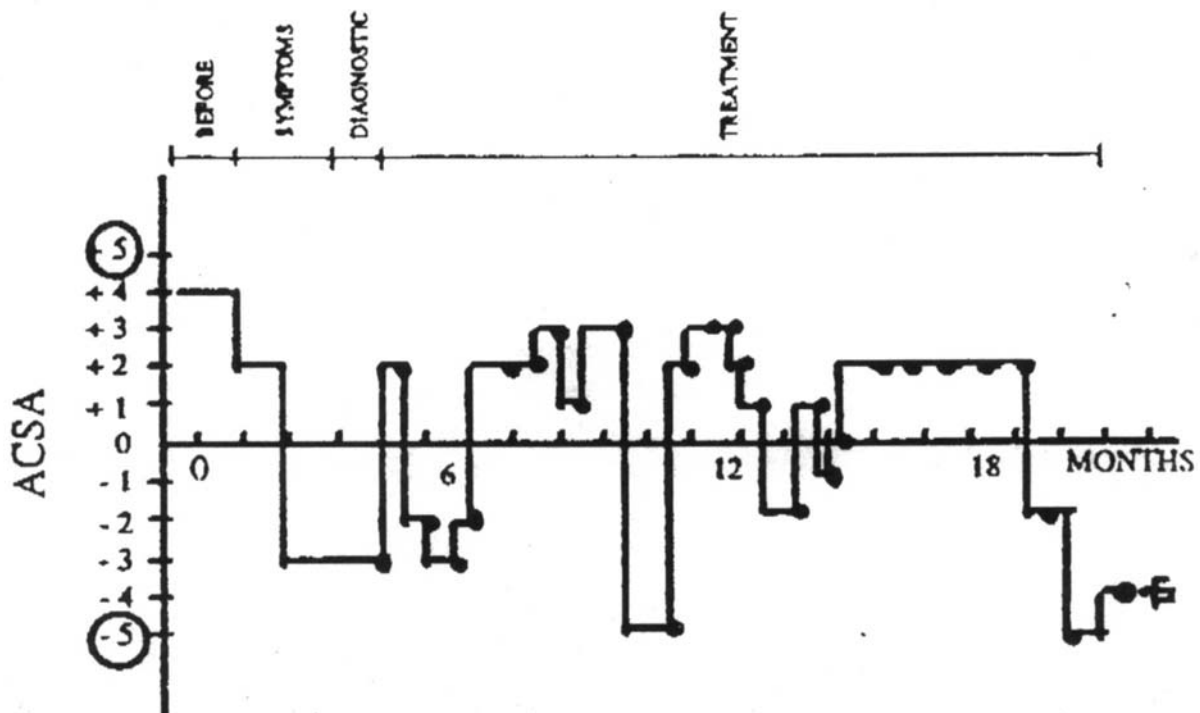 BEFORE
SYMPTOMS
DIAGNOSTIC
TREATMENT
ACSA
-5
+4
+3
+2
+1
0
-1
-2
-3
-4
-5
0
6
12
18
MONTHS